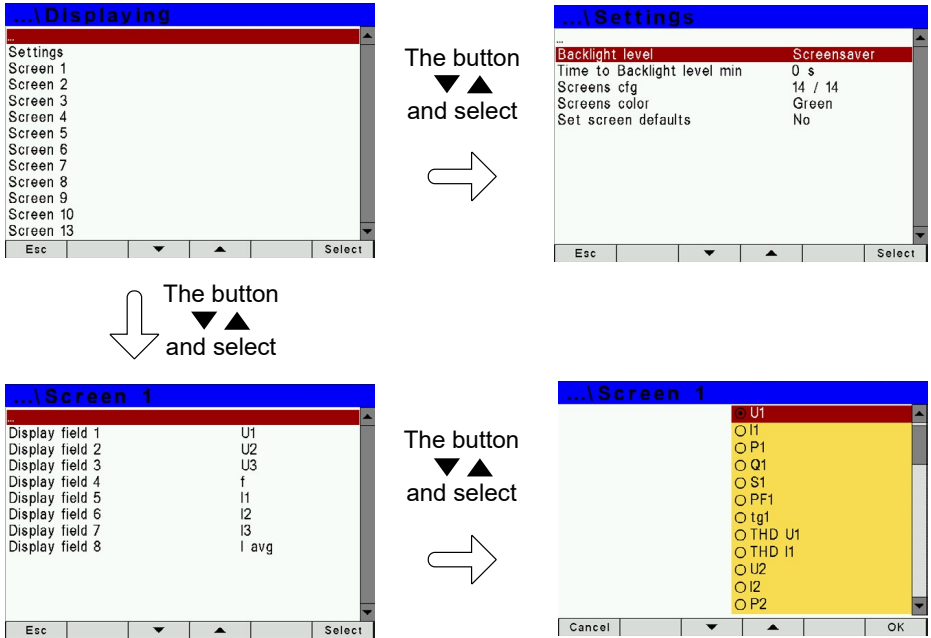 ...\Displaying
...
Settings
Screen 1
Screen 2
Screen 3
Screen 4
Screen 5
Screen 6
Screen 7
Screen 8
Screen 9
Screen 10
Screen 13
Esc Select
The button
and select
...\Settings
...
Backlight level Screensaver
Time to Backlight level min 0 s
Screens cfg 14 / 14
Screens color Green
Set screen defaults No
Esc Select
The button
and select
...\Screen 1
...
Display field 1 U1
Display field 2 U2
Display field 3 U3
Display field 4 f
Display field 5 I1
Display field 6 I2
Display field 7 I3
Display field 8 I avg
Esc Select
The button
and select
...\Screen 1
U1
I1
P1
Q1
S1
PF1
tg1
THD U1
THD I1
U2
I2
P2
Cancel OK